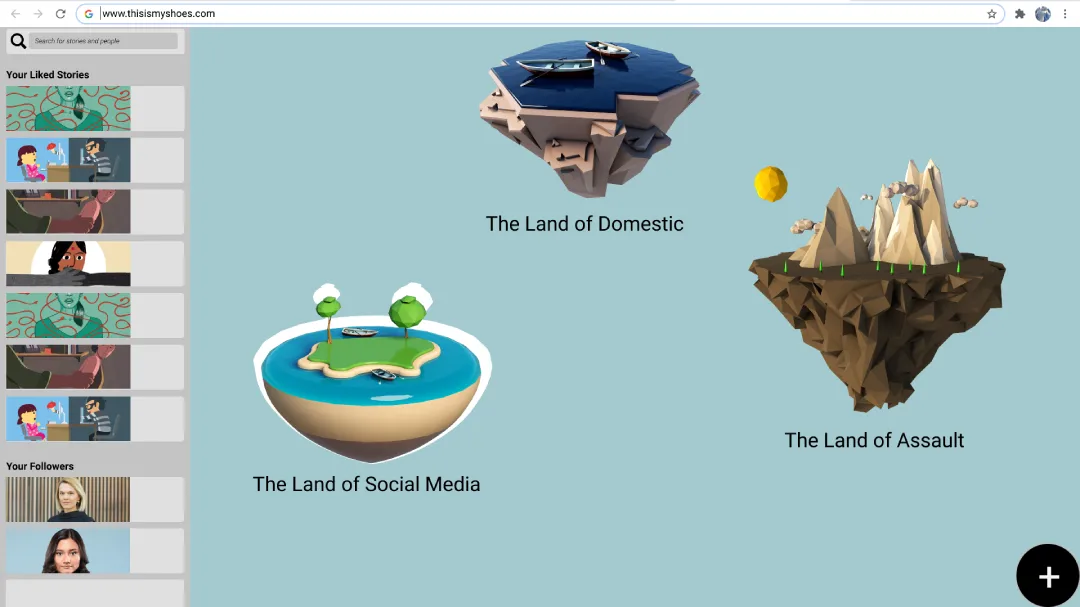 www.thisismyshoes.com
Search for stories and people
Your Liked Stories
The Land of Domestic
The Land of Assault
The Land of Social Media
Your Followers